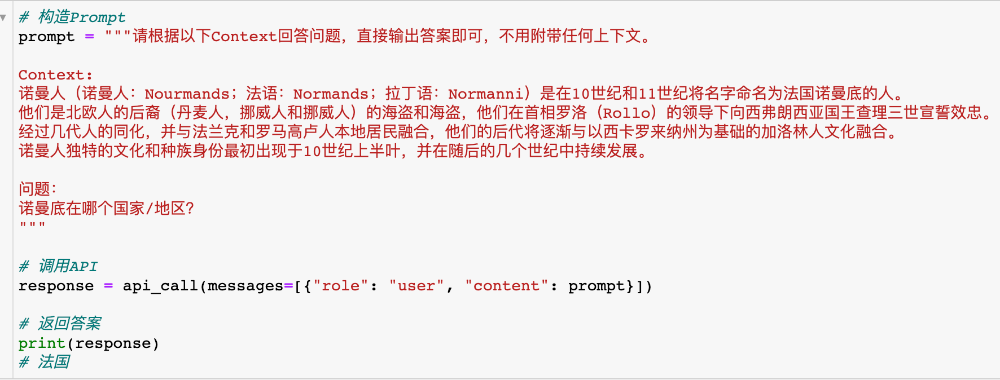 # 构造Prompt
prompt = """请根据以下Context回答问题，直接输出答案即可，不用附带任何上下文。
Context:
诺曼人（诺曼人：Nourmands；法语：Normands；拉丁语：Normanni）是在10世纪和11世纪将名字命名为法国诺曼底的人。
他们是北欧人的后裔（丹麦人，挪威人和挪威人）的海盗和海盗，他们在首相罗洛（Rollo）的领导下向西弗朗西亚国王查理三世宣誓效忠。
经过几代人的同化，并与法兰克和罗马高卢人本地居民融合，他们的后代将逐渐与以西卡罗来纳州为基础的加洛林人文化融合。
诺曼人独特的文化和种族身份最初出现于10世纪上半叶，并在随后的几个世纪中持续发展。
问题：
诺曼底在哪个国家/地区？
"""
# 调用API
response = api_call(messages=[{"role": "user", "content": prompt}])
# 返回答案
print(response)
# 法国